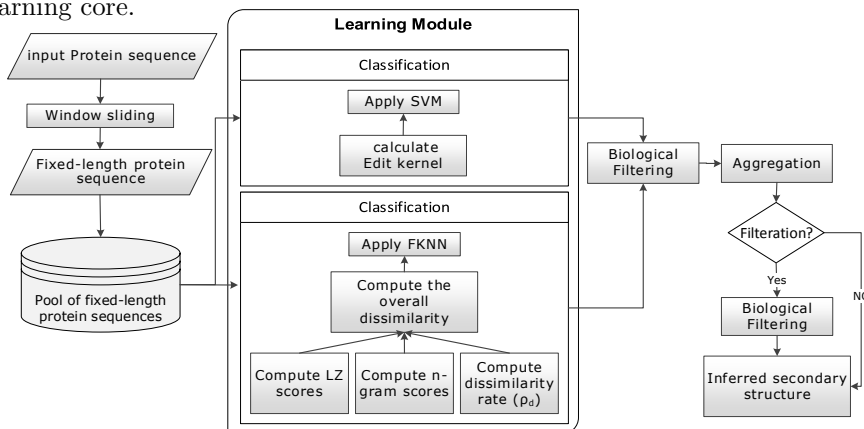 arning core.
Learning Module
input Protein sequence
Window sliding
Fixed-length protein
sequence
Pool of fixed-length
protein sequences
Classification
Apply SVM
calculate
Edit kernel
Classification
Apply FKNN
Compute the
overall
dissimilarity
Compute LZ
scores
Compute n-
gram scores
Compute
dissimilarity
rate (ρd)
Biological
Filtering
Aggregation
Filteration?
Yes
NO
Biological
Filtering
Inferred secondary
structure